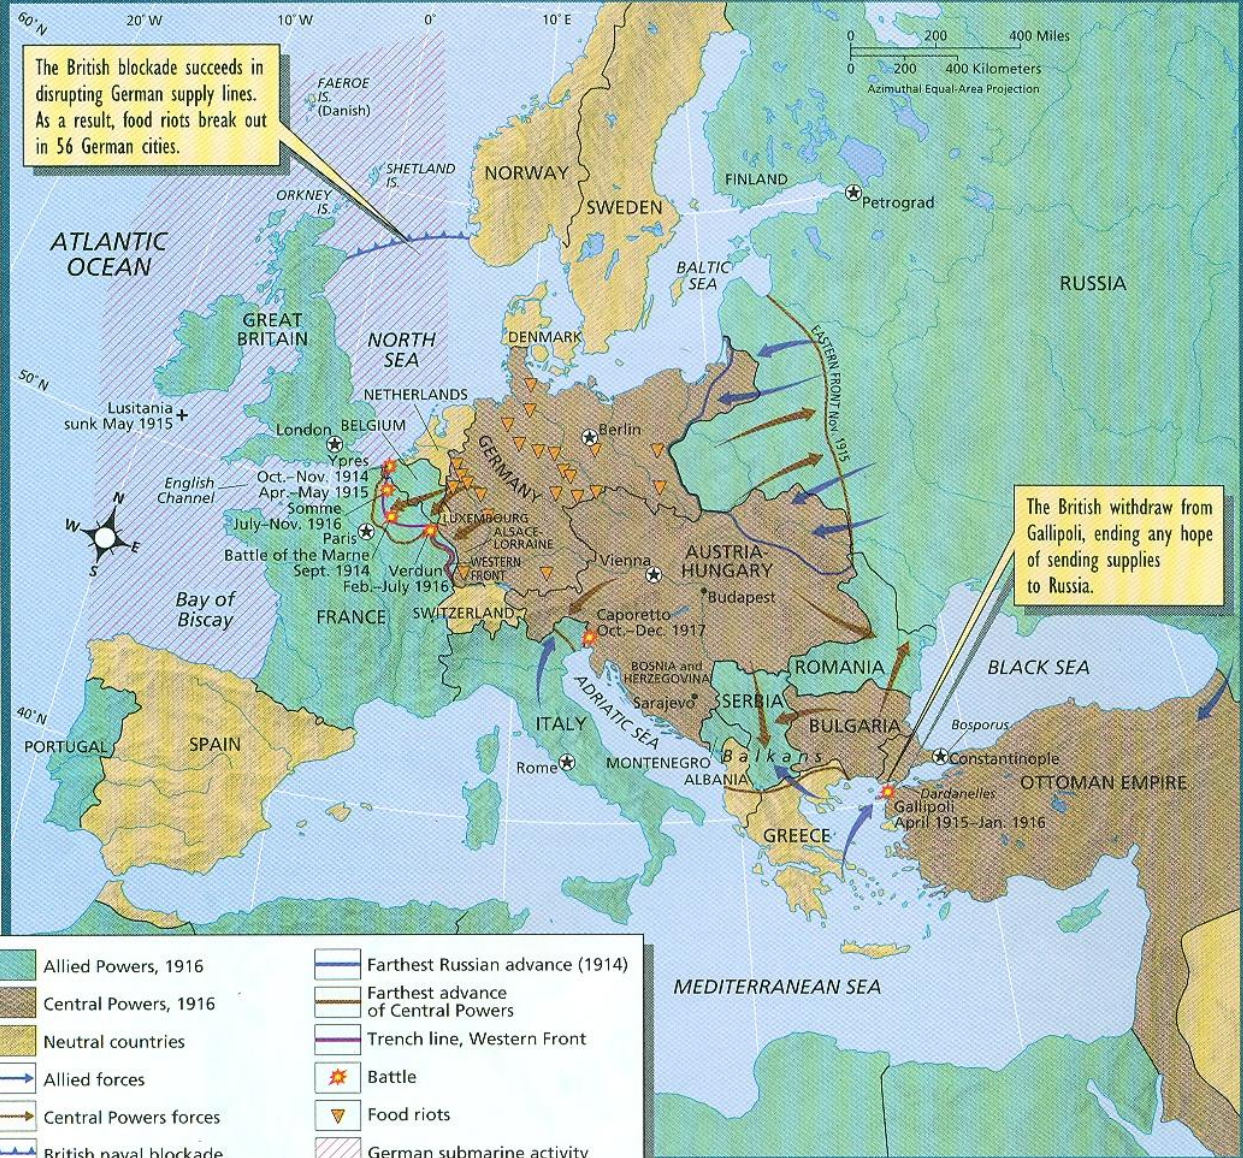 60°N
20°W
10°W
0°
10°E
0 200 400 Miles
0 200 400 Kilometers
Azimuthal Equal-Area Projection
The British blockade succeeds in
disrupting German supply lines.
As a result, food riots break out
in 56 German cities.
FAEROE
IS.
(Danish)
SHETLAND
IS.
ORKNEY
IS.
NORWAY
SWEDEN
FINLAND
Petrograd
ATLANTIC
OCEAN
BALTIC
SEA
RUSSIA
GREAT
BRITAIN
NORTH
SEA
DENMARK
EASTERN FRONT Nov. 1915
50°N
NETHERLANDS
Lusitania
sunk May 1915
London
BELGIUM
Berlin
GERMANY
Ypres
Oct.–Nov. 1914
Apr.–May 1915
English
Channel
Somme
July–Nov. 1916
Paris
Battle of the Marne
Sept. 1914
Verdun
Feb.–July 1916
LUXEMBOURG
ALSACE-
LORRAINE
WESTERN
FRONT
N
W
E
S
The British withdraw from
Gallipoli, ending any hope
of sending supplies
to Russia.
Vienna
AUSTRIA-
HUNGARY
Budapest
Bay of
Biscay
FRANCE
SWITZERLAND
Caporetto
Oct.–Dec. 1917
BOSNIA and
HERZEGOVINA
Sarajevo
ROMANIA
BLACK SEA
SERBIA
ADRIATIC SEA
ITALY
BULGARIA
Bosporus
40°N
PORTUGAL
SPAIN
Rome
MONTENEGRO
Balkans
ALBANIA
Constantinople
OTTOMAN EMPIRE
Dardanelles
Gallipoli
April 1915–Jan. 1916
GREECE
MEDITERRANEAN SEA
Allied Powers, 1916
Central Powers, 1916
Neutral countries
Allied forces
Central Powers forces
British naval blockade
Farthest Russian advance (1914)
Farthest advance
of Central Powers
Trench line, Western Front
Battle
Food riots
German submarine activity